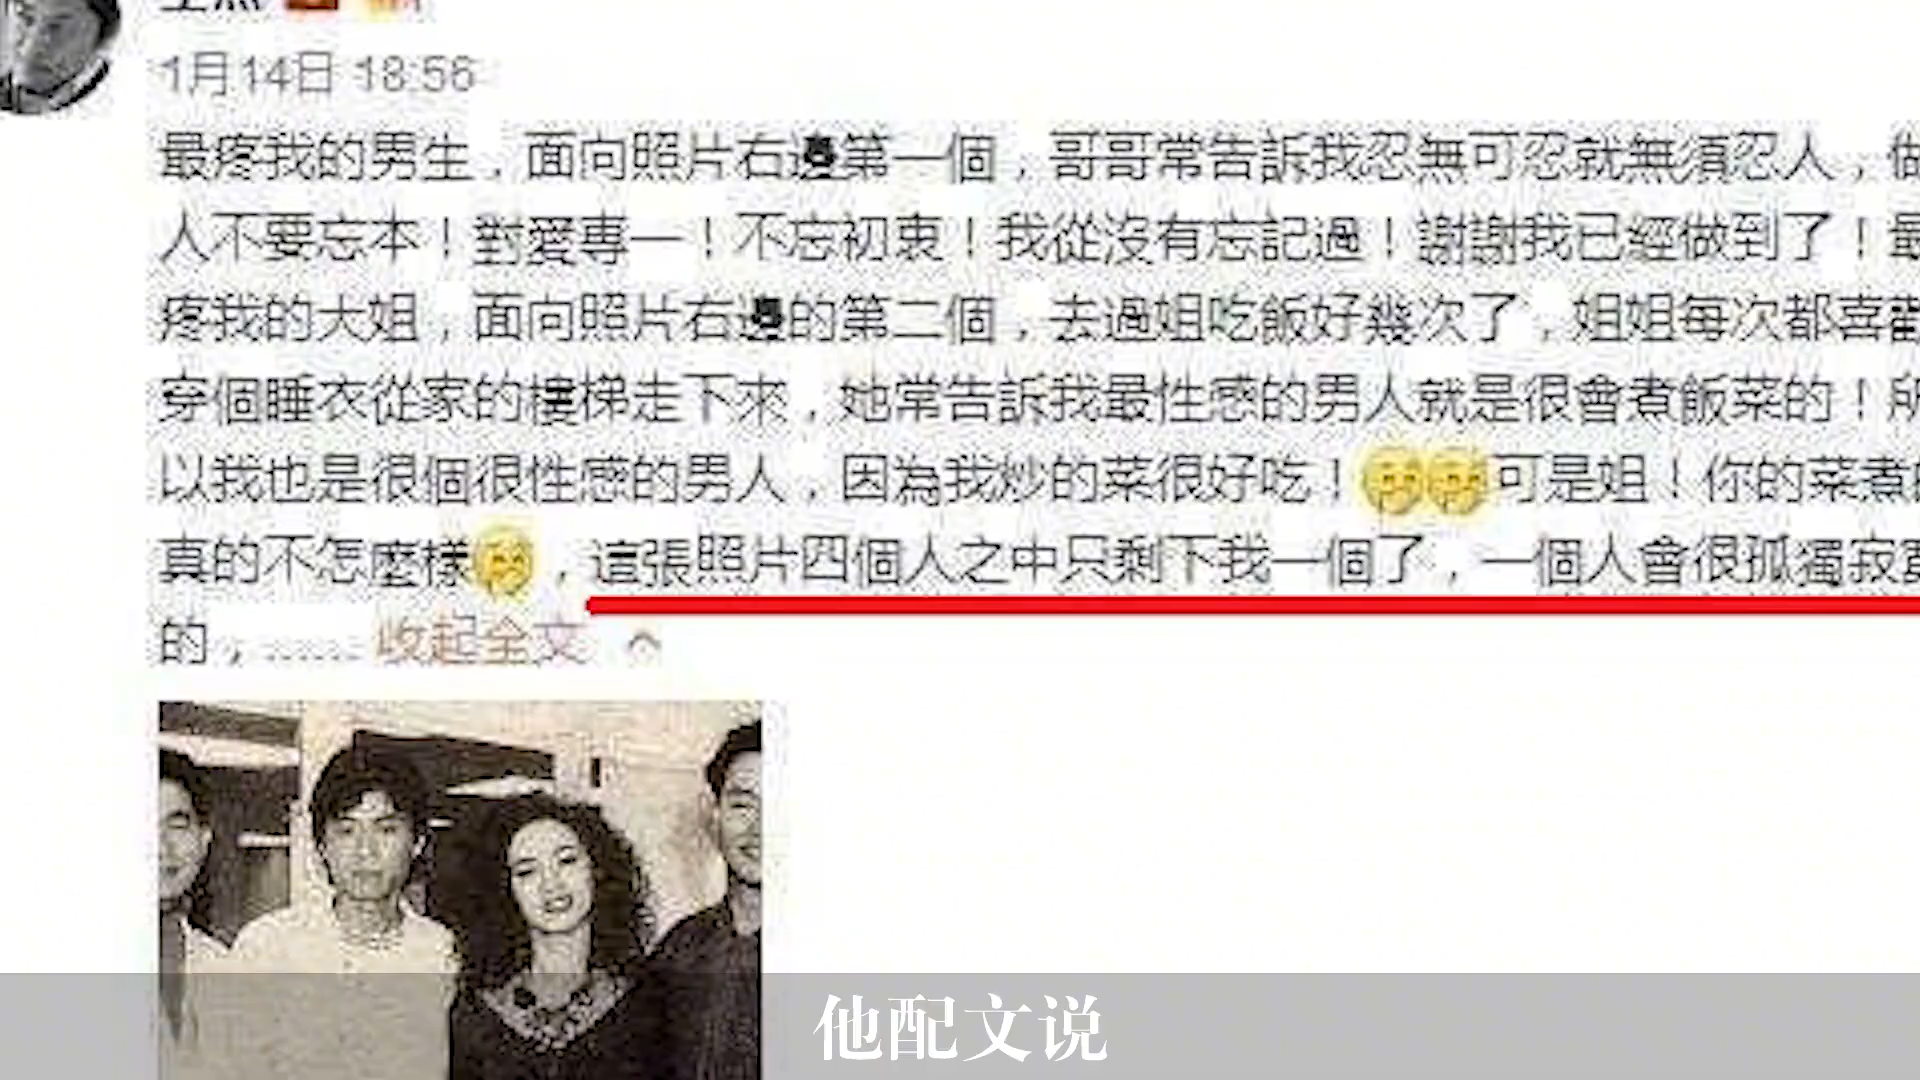 1月14日 18:56
最疼我的男生，面向照片右邊第一個，哥哥常告訴我忍無可忍就無須忍人，做
人不要忘本！對愛專一！不忘初衷！我從沒有忘記過！謝謝我已經做到了！最
疼我的大姐，面向照片右邊的第二個，去過姐吃飯好幾次了，姐姐每次都喜歡
穿個睡衣從家的樓梯走下來，她常告訴我最性感的男人就是很會煮飯菜的！所
以我也是很個很性感的男人，因為我炒的菜很好吃！可是姐！你的菜煮的
真的不怎麼樣，這張照片四個人之中只剩下我一個了，一個人會很孤獨寂寞
的，...... 收起全文
他配文说